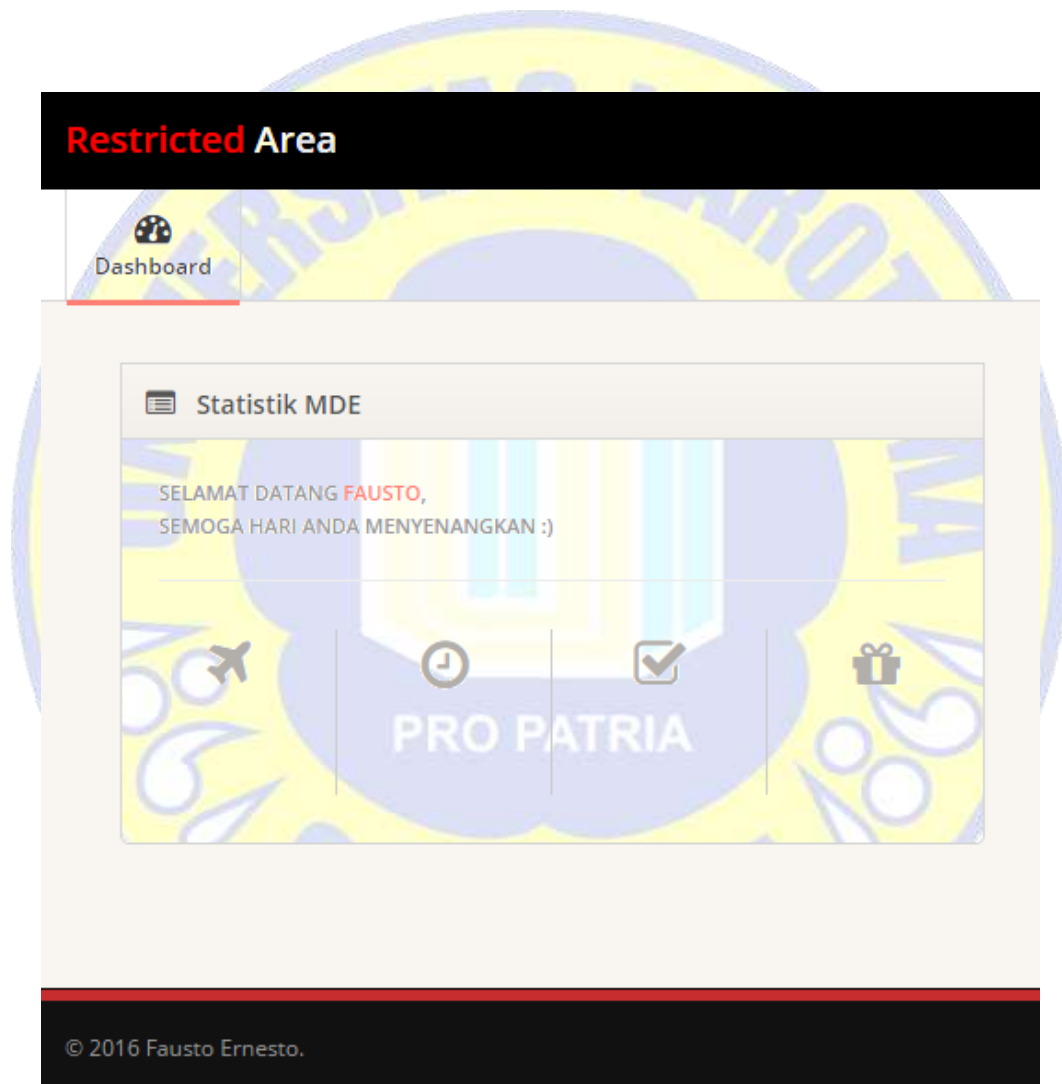 Restricted Area
Dashboard
Statistik MDE
SELAMAT DATANG FAUSTO,
SEMOGA HARI ANDA MENYENANGKAN :)
PRO PATRIA
© 2016 Fausto Ernesto.